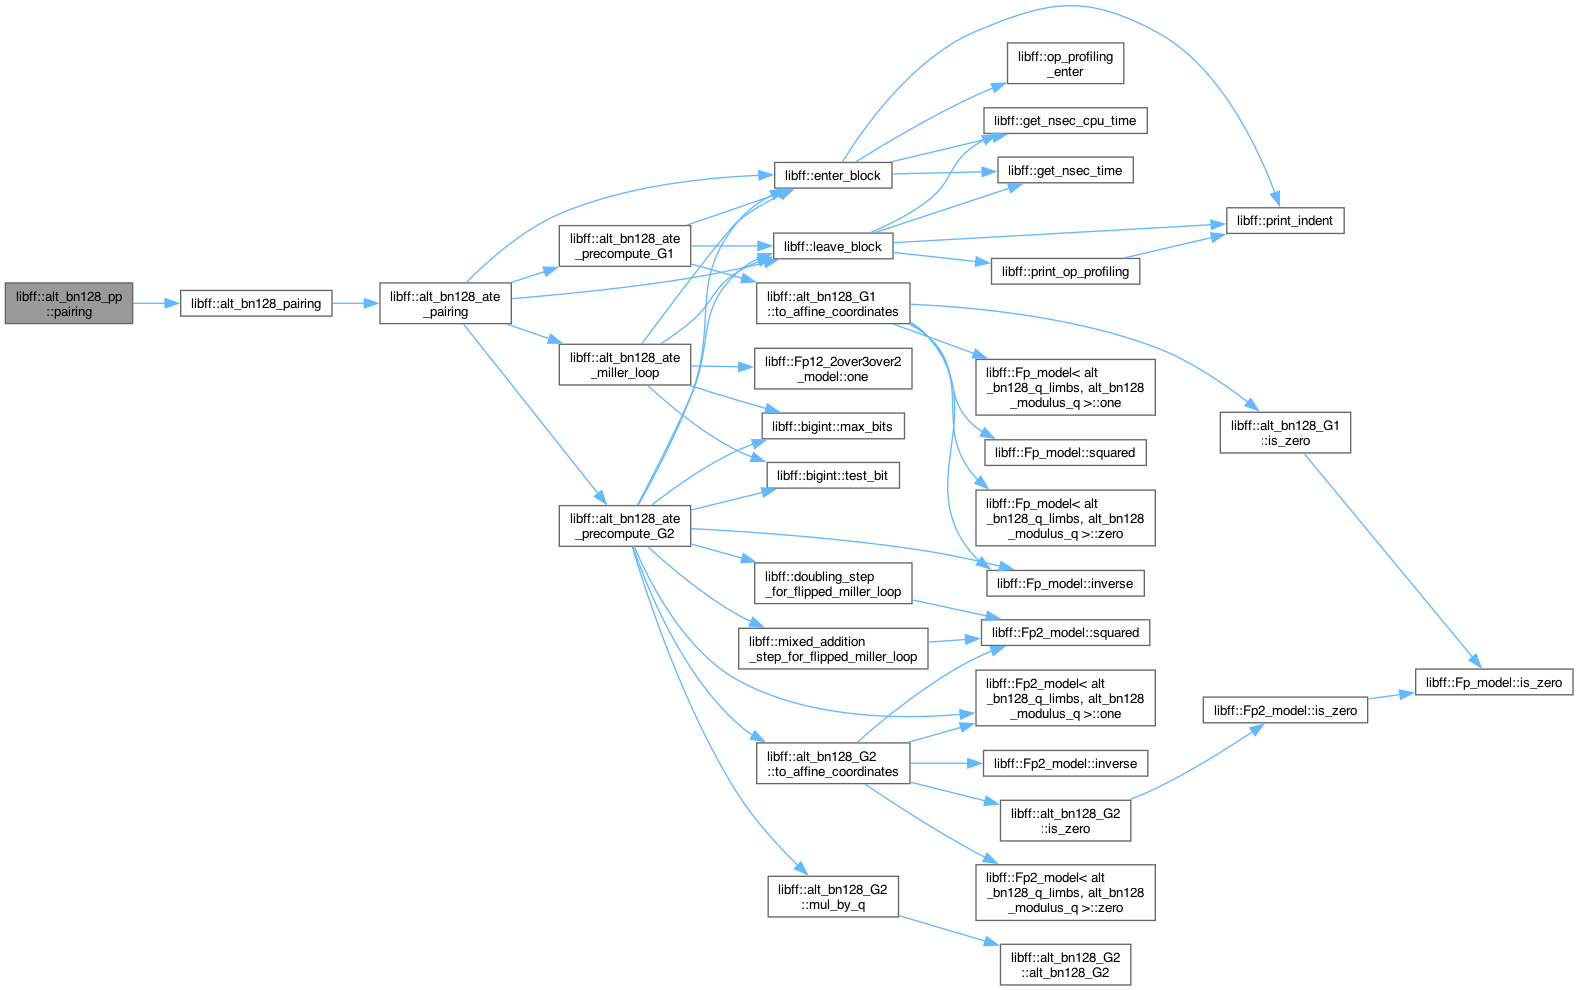 libff::alt_bn128_pp
::pairing
libff::alt_bn128_pairing
libff::alt_bn128_ate
_pairing
libff::alt_bn128_ate
_precompute_G1
libff::alt_bn128_ate
_miller_loop
libff::alt_bn128_ate
_precompute_G2
libff::enter_block
libff::leave_block
libff::alt_bn128_G1
::to_affine_coordinates
libff::Fp12_2over3over2
_model::one
libff::bigint::max_bits
libff::bigint::test_bit
libff::doubling_step
_for_flipped_miller_loop
libff::mixed_addition
_step_for_flipped_miller_loop
libff::alt_bn128_G2
::to_affine_coordinates
libff::alt_bn128_G2
::mul_by_q
libff::op_profiling
_enter
libff::get_nsec_cpu_time
libff::get_nsec_time
libff::print_op_profiling
libff::Fp_model< alt
_bn128_q_limbs, alt_bn128
_modulus_q >::one
libff::Fp_model::squared
libff::Fp_model< alt
_bn128_q_limbs, alt_bn128
_modulus_q >::zero
libff::Fp_model::inverse
libff::Fp2_model::squared
libff::Fp2_model< alt
_bn128_q_limbs, alt_bn128
_modulus_q >::one
libff::Fp2_model::inverse
libff::alt_bn128_G2
::is_zero
libff::Fp2_model< alt
_bn128_q_limbs, alt_bn128
_modulus_q >::zero
libff::alt_bn128_G2
::alt_bn128_G2
libff::print_indent
libff::alt_bn128_G1
::is_zero
libff::Fp2_model::is_zero
libff::Fp_model::is_zero